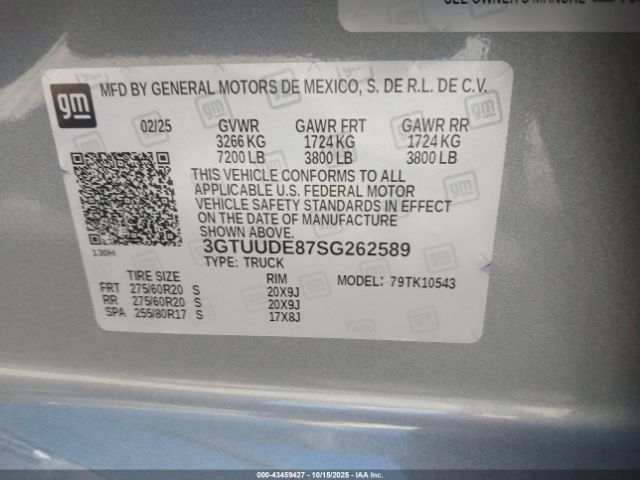 SEE OWNER'S MANUAL
gm
MFD BY GENERAL MOTORS DE MEXICO, S. DE R.L. DE C.V.
02/25 GVWR GAWR FRT GAWR RR
3266 KG 1724 KG 1724 KG
7200 LB 3800 LB 3800 LB
THIS VEHICLE CONFORMS TO ALL
APPLICABLE U.S. FEDERAL MOTOR
VEHICLE SAFETY STANDARDS IN EFFECT
ON THE DATE OF MANUFACTURE
SHOWN ABOVE.
130H
3GTUUDE87SG262589
TYPE: TRUCK
TIRE SIZE RIM MODEL: 79TK10543
FRT 275/60R20 S 20X9J
RR 275/60R20 S 20X9J
SPA 255/80R17 S 17X8J
000-43459427 - 10/15/2025 - IAA, Inc.